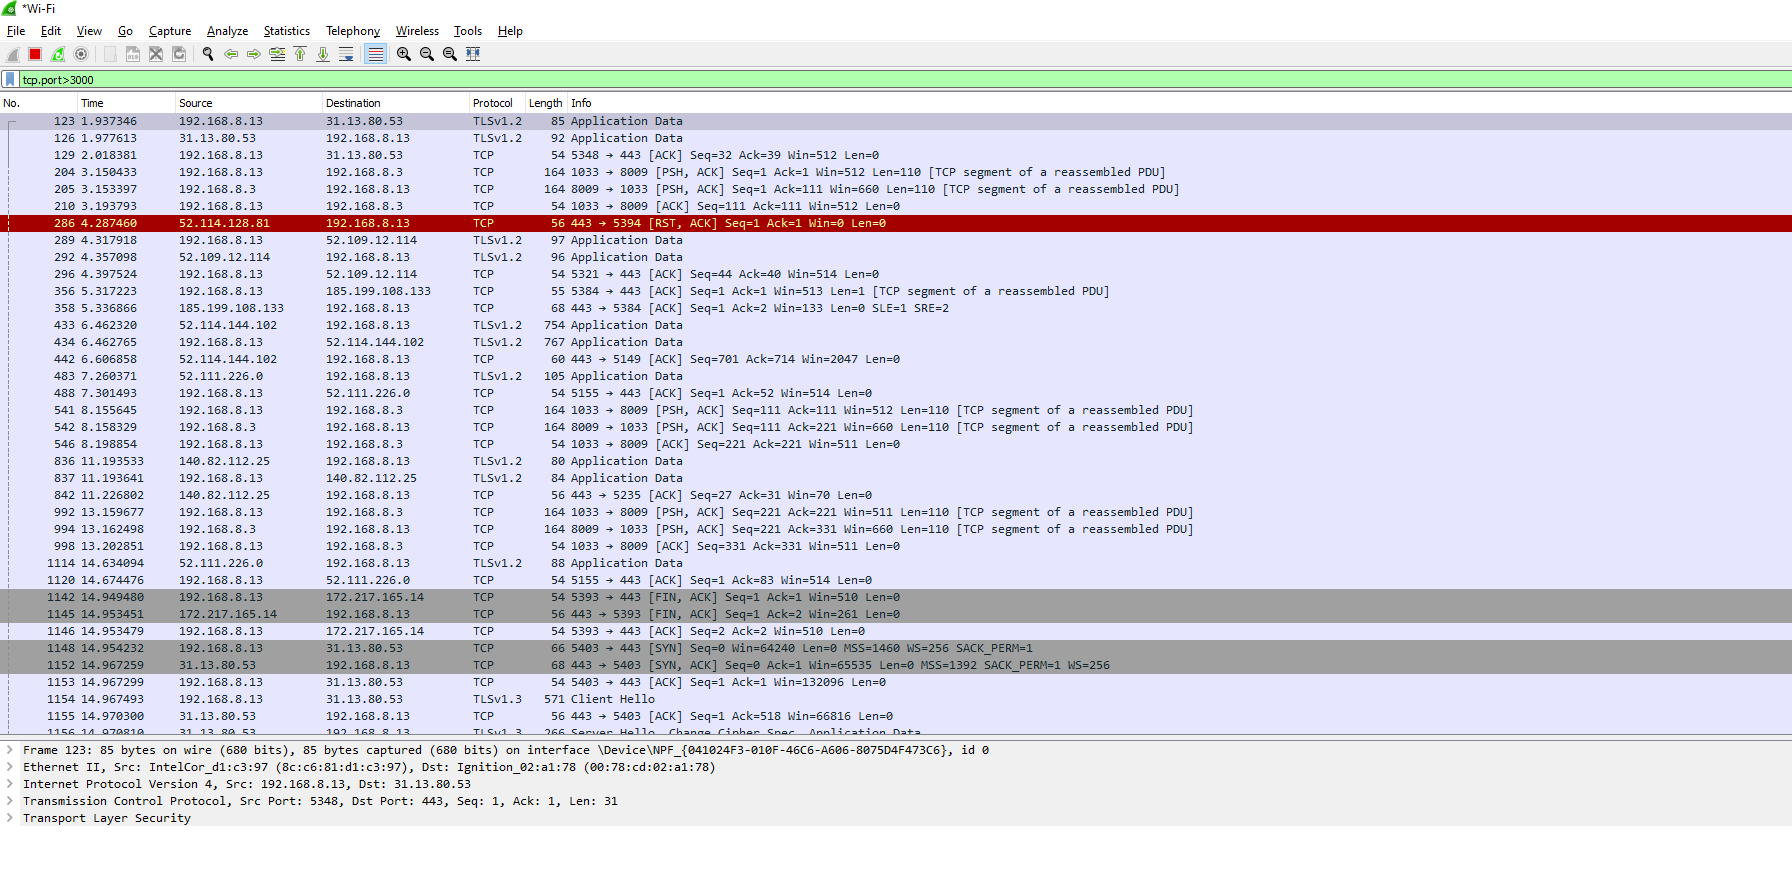 *Wi-Fi
File Edit View Go Capture Analyze Statistics Telephony Wireless Tools Help
tcp.port>3000
No. Time Source Destination Protocol Length Info
123 1.937346 192.168.8.13 31.13.80.53 TLSv1.2 85 Application Data
126 1.977613 31.13.80.53 192.168.8.13 TLSv1.2 92 Application Data
129 2.018381 192.168.8.13 31.13.80.53 TCP 54 5348 → 443 [ACK] Seq=32 Ack=39 Win=512 Len=0
204 3.150433 192.168.8.13 192.168.8.3 TCP 164 1033 → 8009 [PSH, ACK] Seq=1 Ack=1 Win=512 Len=110 [TCP segment of a reassembled PDU]
205 3.153397 192.168.8.3 192.168.8.13 TCP 164 8009 → 1033 [PSH, ACK] Seq=1 Ack=111 Win=660 Len=110 [TCP segment of a reassembled PDU]
210 3.193793 192.168.8.13 192.168.8.3 TCP 54 1033 → 8009 [ACK] Seq=111 Ack=111 Win=512 Len=0
286 4.287460 52.114.128.81 192.168.8.13 TCP 56 443 → 5394 [RST, ACK] Seq=1 Ack=1 Win=0 Len=0
289 4.317918 192.168.8.13 52.109.12.114 TLSv1.2 97 Application Data
292 4.357098 52.109.12.114 192.168.8.13 TLSv1.2 96 Application Data
296 4.397524 192.168.8.13 52.109.12.114 TCP 54 5321 → 443 [ACK] Seq=44 Ack=40 Win=514 Len=0
356 5.317223 192.168.8.13 185.199.108.133 TCP 55 5384 → 443 [ACK] Seq=1 Ack=1 Win=513 Len=1 [TCP segment of a reassembled PDU]
358 5.336866 185.199.108.133 192.168.8.13 TCP 68 443 → 5384 [ACK] Seq=1 Ack=2 Win=133 Len=0 SLE=1 SRE=2
433 6.462320 52.114.144.102 192.168.8.13 TLSv1.2 754 Application Data
434 6.462765 192.168.8.13 52.114.144.102 TLSv1.2 767 Application Data
442 6.606858 52.114.144.102 192.168.8.13 TCP 60 443 → 5149 [ACK] Seq=701 Ack=714 Win=2047 Len=0
483 7.260371 52.111.226.0 192.168.8.13 TLSv1.2 105 Application Data
488 7.301493 192.168.8.13 52.111.226.0 TCP 54 5155 → 443 [ACK] Seq=1 Ack=52 Win=514 Len=0
541 8.155645 192.168.8.13 192.168.8.3 TCP 164 1033 → 8009 [PSH, ACK] Seq=111 Ack=111 Win=512 Len=110 [TCP segment of a reassembled PDU]
542 8.158329 192.168.8.3 192.168.8.13 TCP 164 8009 → 1033 [PSH, ACK] Seq=111 Ack=221 Win=660 Len=110 [TCP segment of a reassembled PDU]
546 8.198854 192.168.8.13 192.168.8.3 TCP 54 1033 → 8009 [ACK] Seq=221 Ack=221 Win=511 Len=0
836 11.193533 140.82.112.25 192.168.8.13 TLSv1.2 80 Application Data
837 11.193641 192.168.8.13 140.82.112.25 TLSv1.2 84 Application Data
842 11.226802 140.82.112.25 192.168.8.13 TCP 56 443 → 5235 [ACK] Seq=27 Ack=31 Win=70 Len=0
992 13.159677 192.168.8.13 192.168.8.3 TCP 164 1033 → 8009 [PSH, ACK] Seq=221 Ack=221 Win=511 Len=110 [TCP segment of a reassembled PDU]
994 13.162498 192.168.8.3 192.168.8.13 TCP 164 8009 → 1033 [PSH, ACK] Seq=221 Ack=331 Win=660 Len=110 [TCP segment of a reassembled PDU]
998 13.202851 192.168.8.13 192.168.8.3 TCP 54 1033 → 8009 [ACK] Seq=331 Ack=331 Win=511 Len=0
1114 14.634094 52.111.226.0 192.168.8.13 TLSv1.2 88 Application Data
1120 14.674476 192.168.8.13 52.111.226.0 TCP 54 5155 → 443 [ACK] Seq=1 Ack=83 Win=514 Len=0
1142 14.949480 192.168.8.13 172.217.165.14 TCP 54 5393 → 443 [FIN, ACK] Seq=1 Ack=1 Win=510 Len=0
1145 14.953451 172.217.165.14 192.168.8.13 TCP 56 443 → 5393 [FIN, ACK] Seq=1 Ack=2 Win=261 Len=0
1146 14.953479 192.168.8.13 172.217.165.14 TCP 54 5393 → 443 [ACK] Seq=2 Ack=2 Win=510 Len=0
1148 14.954232 192.168.8.13 31.13.80.53 TCP 66 5403 → 443 [SYN] Seq=0 Win=64240 Len=0 MSS=1460 WS=256 SACK_PERM=1
1152 14.967259 31.13.80.53 192.168.8.13 TCP 68 443 → 5403 [SYN, ACK] Seq=0 Ack=1 Win=65535 Len=0 MSS=1392 SACK_PERM=1 WS=256
1153 14.967299 192.168.8.13 31.13.80.53 TCP 54 5403 → 443 [ACK] Seq=1 Ack=1 Win=132096 Len=0
1154 14.967493 192.168.8.13 31.13.80.53 TLSv1.3 571 Client Hello
1155 14.970300 31.13.80.53 192.168.8.13 TCP 56 443 → 5403 [ACK] Seq=1 Ack=518 Win=66816 Len=0
1156 14.970810 31.13.80.53 192.168.8.13 TLSv1.3 266 Server Hello, Change Cipher Spec, Application Data
Frame 123: 85 bytes on wire (680 bits), 85 bytes captured (680 bits) on interface \Device\NPF_{041024F3-010F-46C6-A606-8075D4F473C6}, id 0
Ethernet II, Src: IntelCor_d1:c3:97 (8c:c6:81:d1:c3:97), Dst: Ignition_02:a1:78 (00:78:cd:02:a1:78)
Internet Protocol Version 4, Src: 192.168.8.13, Dst: 31.13.80.53
Transmission Control Protocol, Src Port: 5348, Dst Port: 443, Seq: 1, Ack: 1, Len: 31
Transport Layer Security